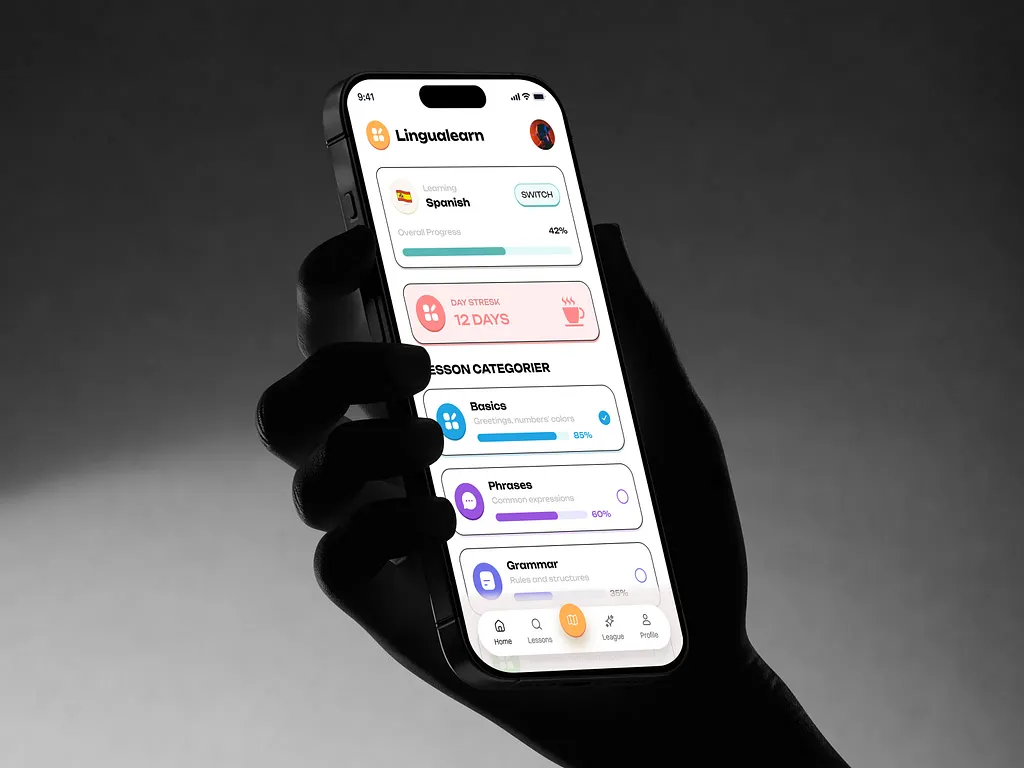 9:41
Lingualearn
Learning
Spanish
SWITCH
Overall Progress
42%
DAY STRESK
12 DAYS
ESSON CATEGORIER
Basics
Greetings, numbers' colors
85%
Phrases
Common expressions
60%
Grammar
Rules and structures
35%
Home
Lessons
League
Profile